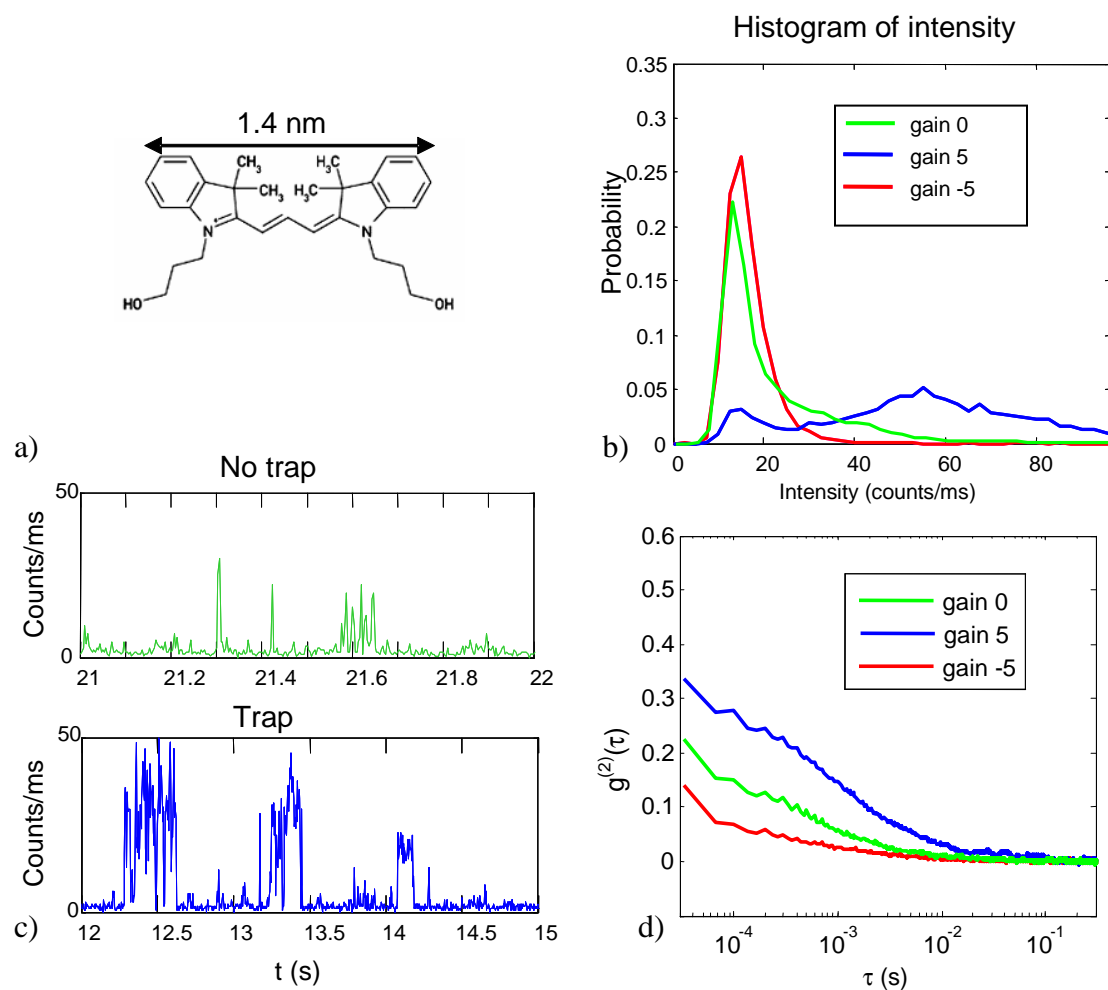 1.4 nm
CH₃ H₃C
CH₃ H₃C
N⁺ N
HO OH
a)
Histogram of intensity
0.35
0.3
0.25
0.2
0.15
0.1
0.05
0
Probability
gain 0
gain 5
gain -5
0 20 40 60 80
Intensity (counts/ms)
b)
No trap
50
0
Counts/ms
21 21.2 21.4 21.6 21.8 22
Trap
50
0
Counts/ms
12 12.5 13 13.5 14 14.5 15
t (s)
c)
0.6
0.5
0.4
0.3
0.2
0.1
0
g⁽²⁾(τ)
gain 0
gain 5
gain -5
10⁻⁴ 10⁻³ 10⁻² 10⁻¹
τ (s)
d)